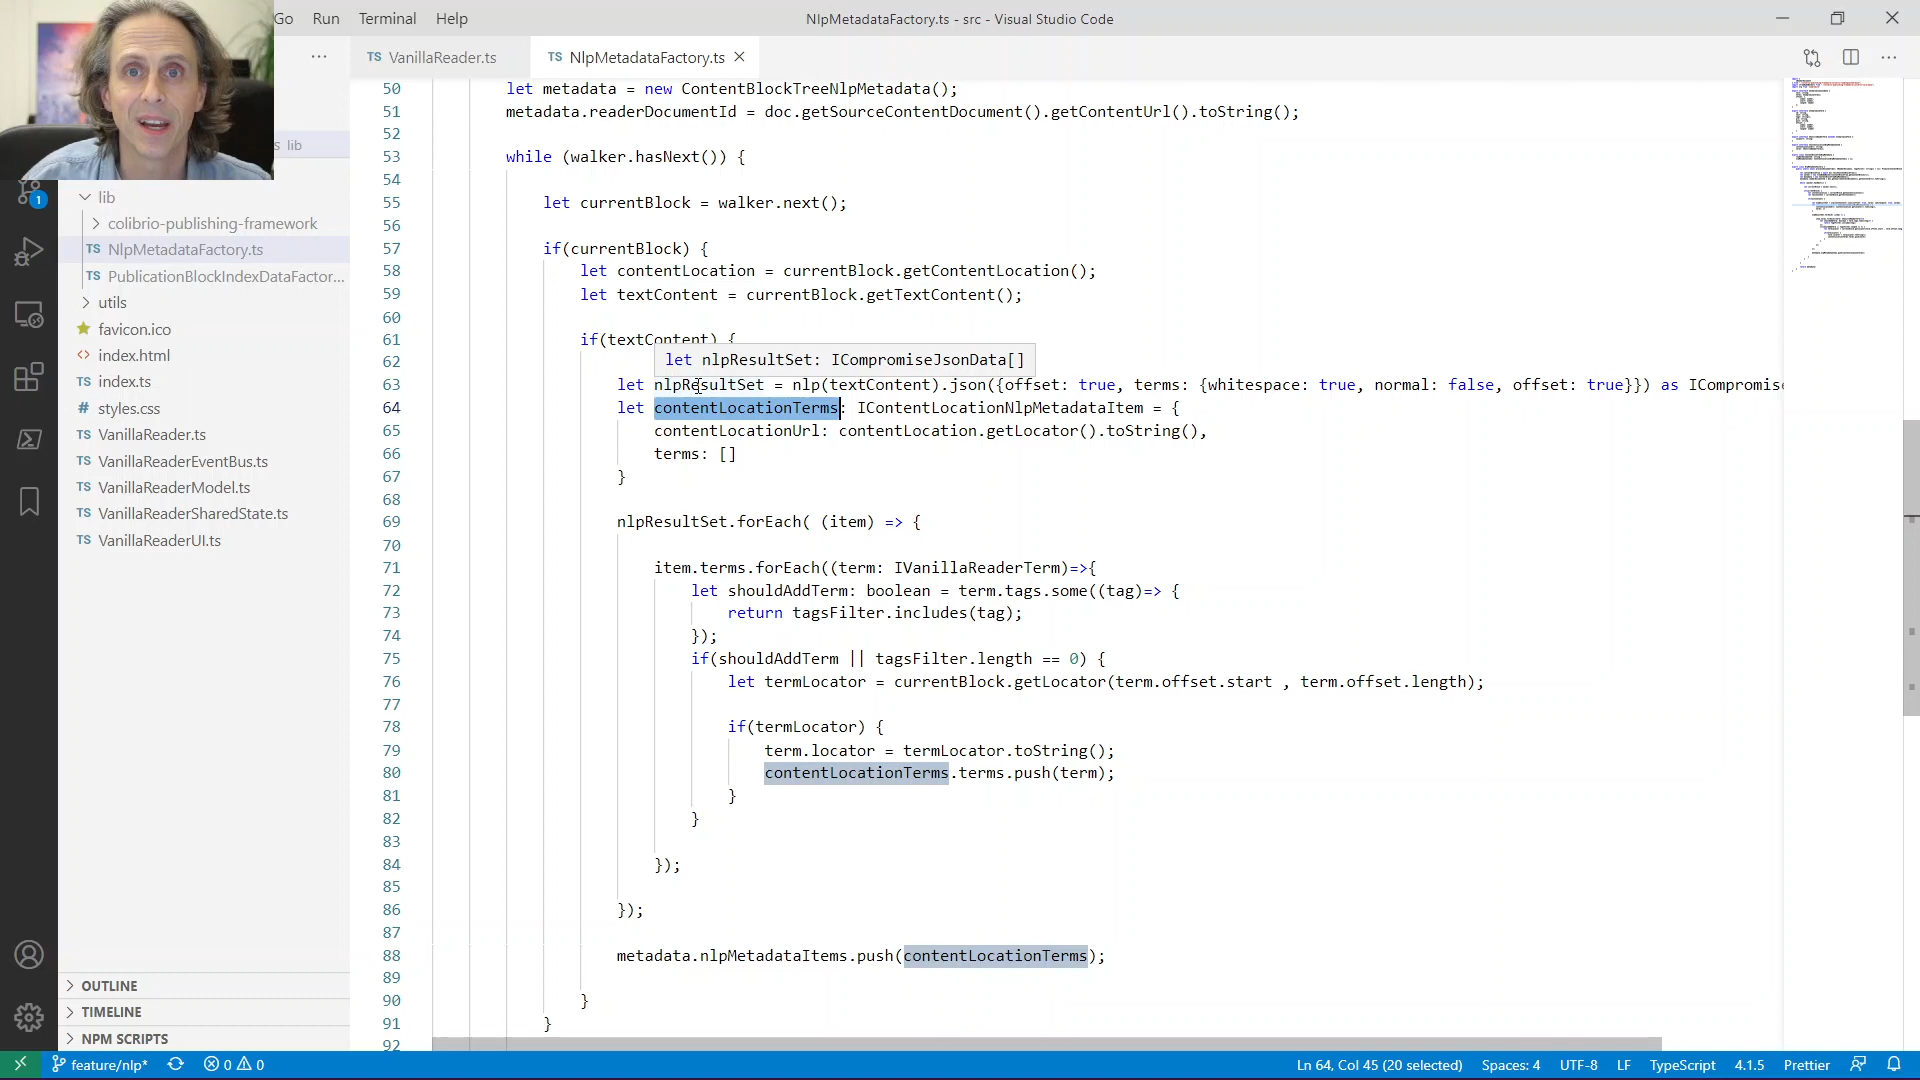 Go Run Terminal Help
NlpMetadataFactory.ts - src - Visual Studio Code
TS VanillaReader.ts
TS NlpMetadataFactory.ts
lib
lib
colibrio-publishing-framework
TS NlpMetadataFactory.ts
TS PublicationBlockIndexDataFactor...
utils
favicon.ico
index.html
TS index.ts
# styles.css
TS VanillaReader.ts
TS VanillaReaderEventBus.ts
TS VanillaReaderModel.ts
TS VanillaReaderSharedState.ts
TS VanillaReaderUI.ts
OUTLINE
TIMELINE
NPM SCRIPTS
50 let metadata = new ContentBlockTreeNlpMetadata();
51 metadata.readerDocumentId = doc.getSourceContentDocument().getContentUrl().toString();
52
53 while (walker.hasNext()) {
54
55 let currentBlock = walker.next();
56
57 if(currentBlock) {
58 let contentLocation = currentBlock.getContentLocation();
59 let textContent = currentBlock.getTextContent();
60
61 if(textContent) {
62 let nlpResultSet: ICompromiseJsonData[]
63 let nlpResultSet = nlp(textContent).json({offset: true, terms: {whitespace: true, normal: false, offset: true}}) as ICompromise
64 let contentLocationTerms: IContentLocationNlpMetadataItem = {
65 contentLocationUrl: contentLocation.getLocator().toString(),
66 terms: []
67 }
68
69 nlpResultSet.forEach( (item) => {
70
71 item.terms.forEach((term: IVanillaReaderTerm)=>{
72 let shouldAddTerm: boolean = term.tags.some((tag)=> {
73 return tagsFilter.includes(tag);
74 });
75 if(shouldAddTerm || tagsFilter.length == 0) {
76 let termLocator = currentBlock.getLocator(term.offset.start , term.offset.length);
77
78 if(termLocator) {
79 term.locator = termLocator.toString();
80 contentLocationTerms.terms.push(term);
81 }
82 }
83
84 });
85
86 });
87
88 metadata.nlpMetadataItems.push(contentLocationTerms);
89
90 }
91 }
92
1
feature/nlp* 0 0
Ln 64, Col 45 (20 selected) Spaces: 4 UTF-8 LF TypeScript 4.1.5 Prettier